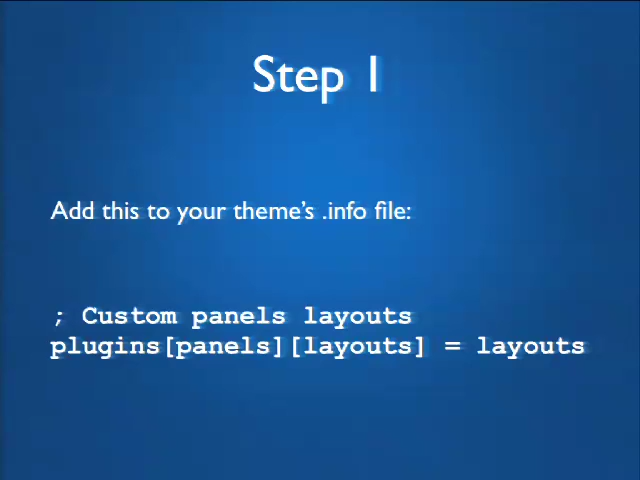 Step 1
Add this to your theme’s .info file:
; Custom panels layouts
plugins[panels][layouts] = layouts